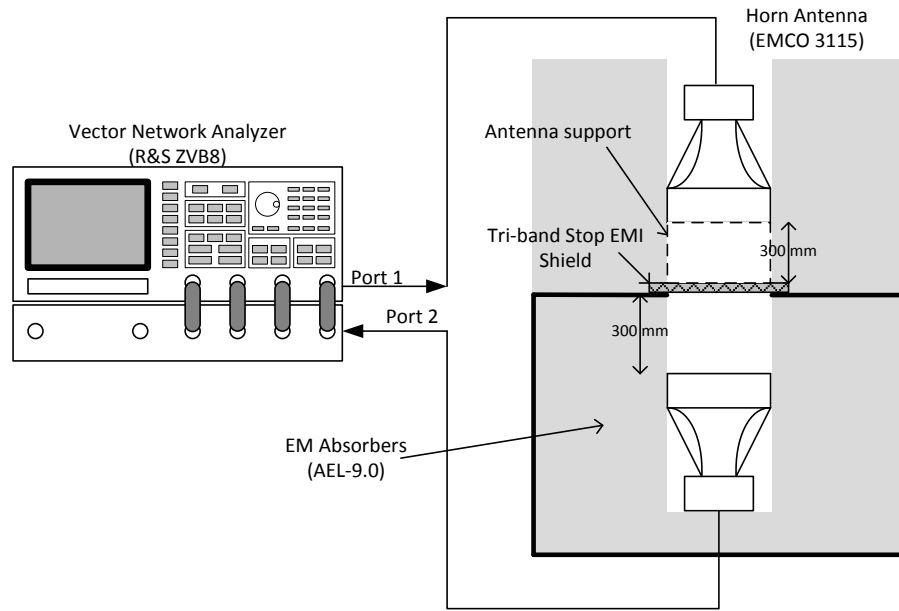 Horn Antenna
(EMCO 3115)
Vector Network Analyzer
(R&S ZVB8)
Antenna support
Tri-band Stop EMI
Shield
300 mm
Port 1
Port 2
300 mm
EM Absorbers
(AEL-9.0)